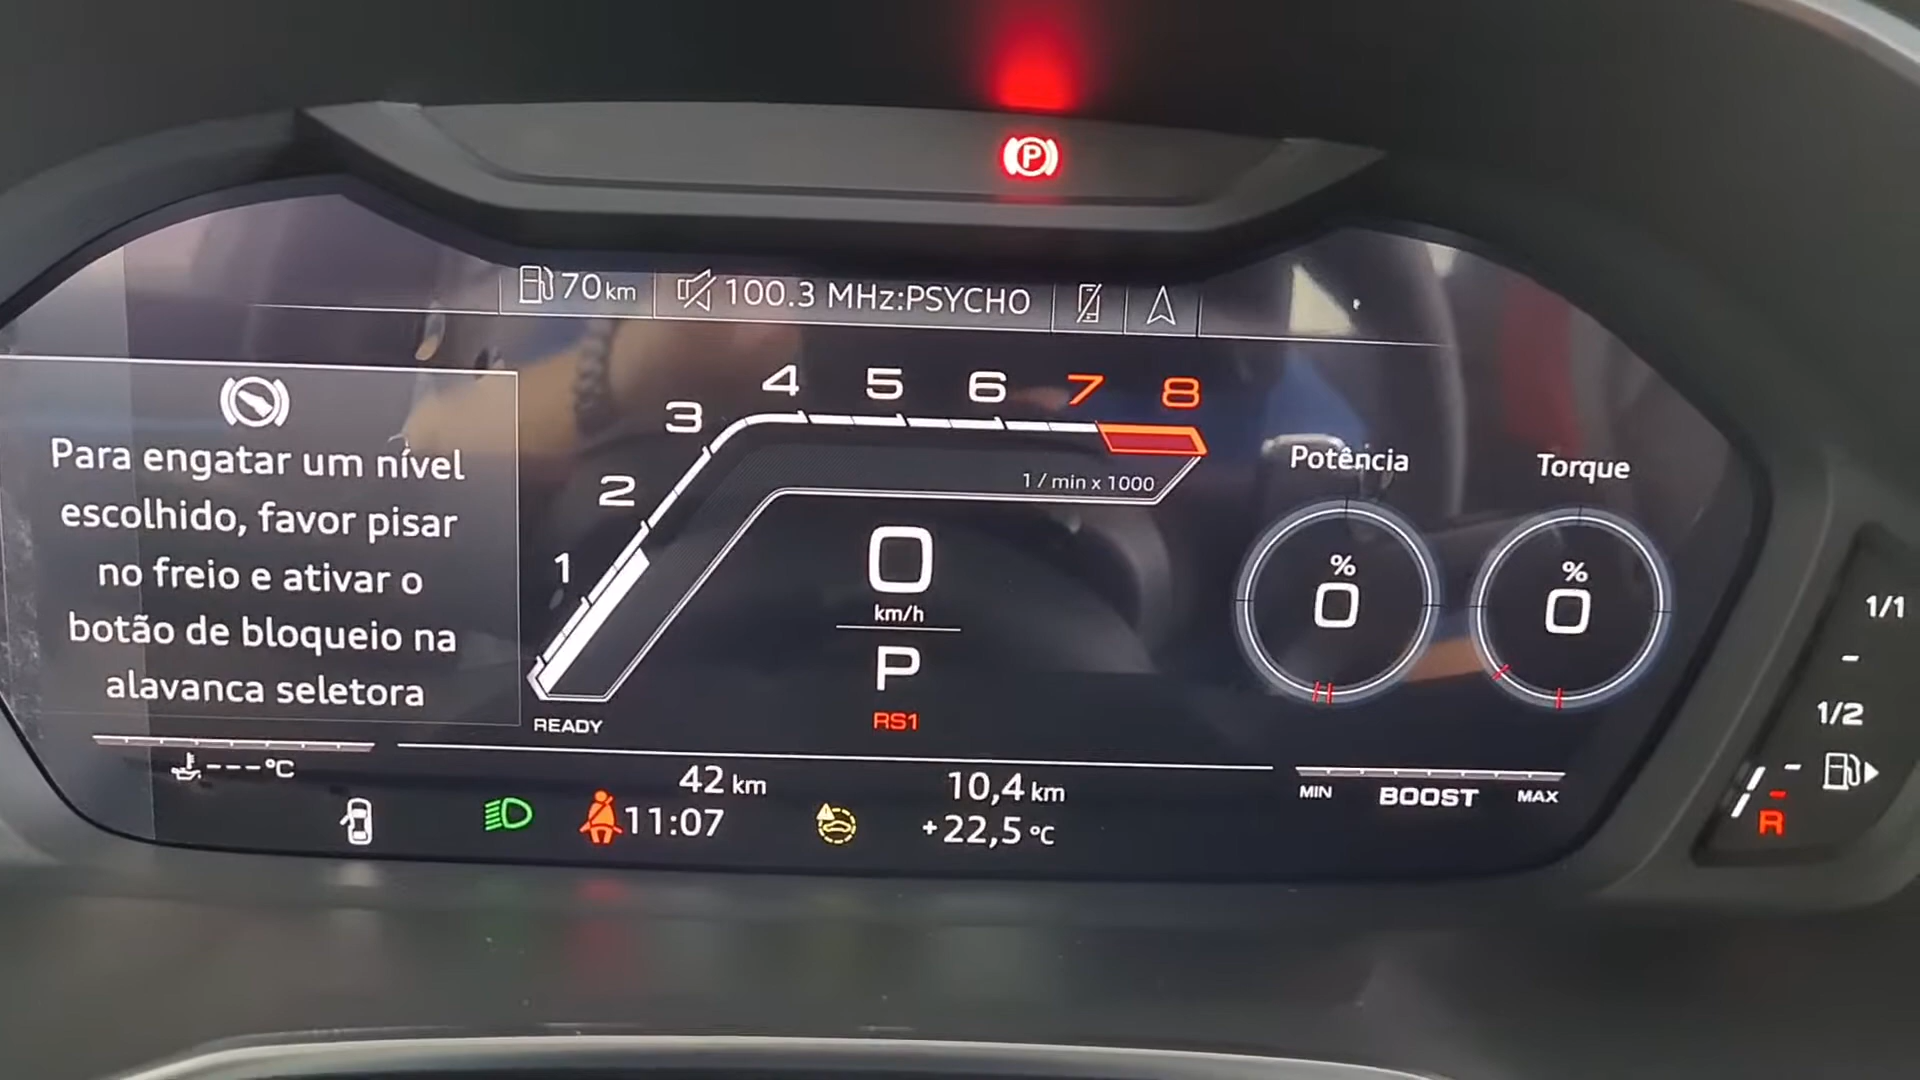 P
70 km
100.3 MHz:PSYCHO
Para engatar um nível
escolhido, favor pisar
no freio e ativar o
botão de bloqueio na
alavanca seletora
1
2
3
4
5
6
7
8
1 / min x 1000
READY
0
km/h
P
RS1
Potência
%
0
Torque
%
0
---°C
42 km
10,4 km
11:07
+22,5 °C
MIN
BOOST
MAX
1/1
1/2
R